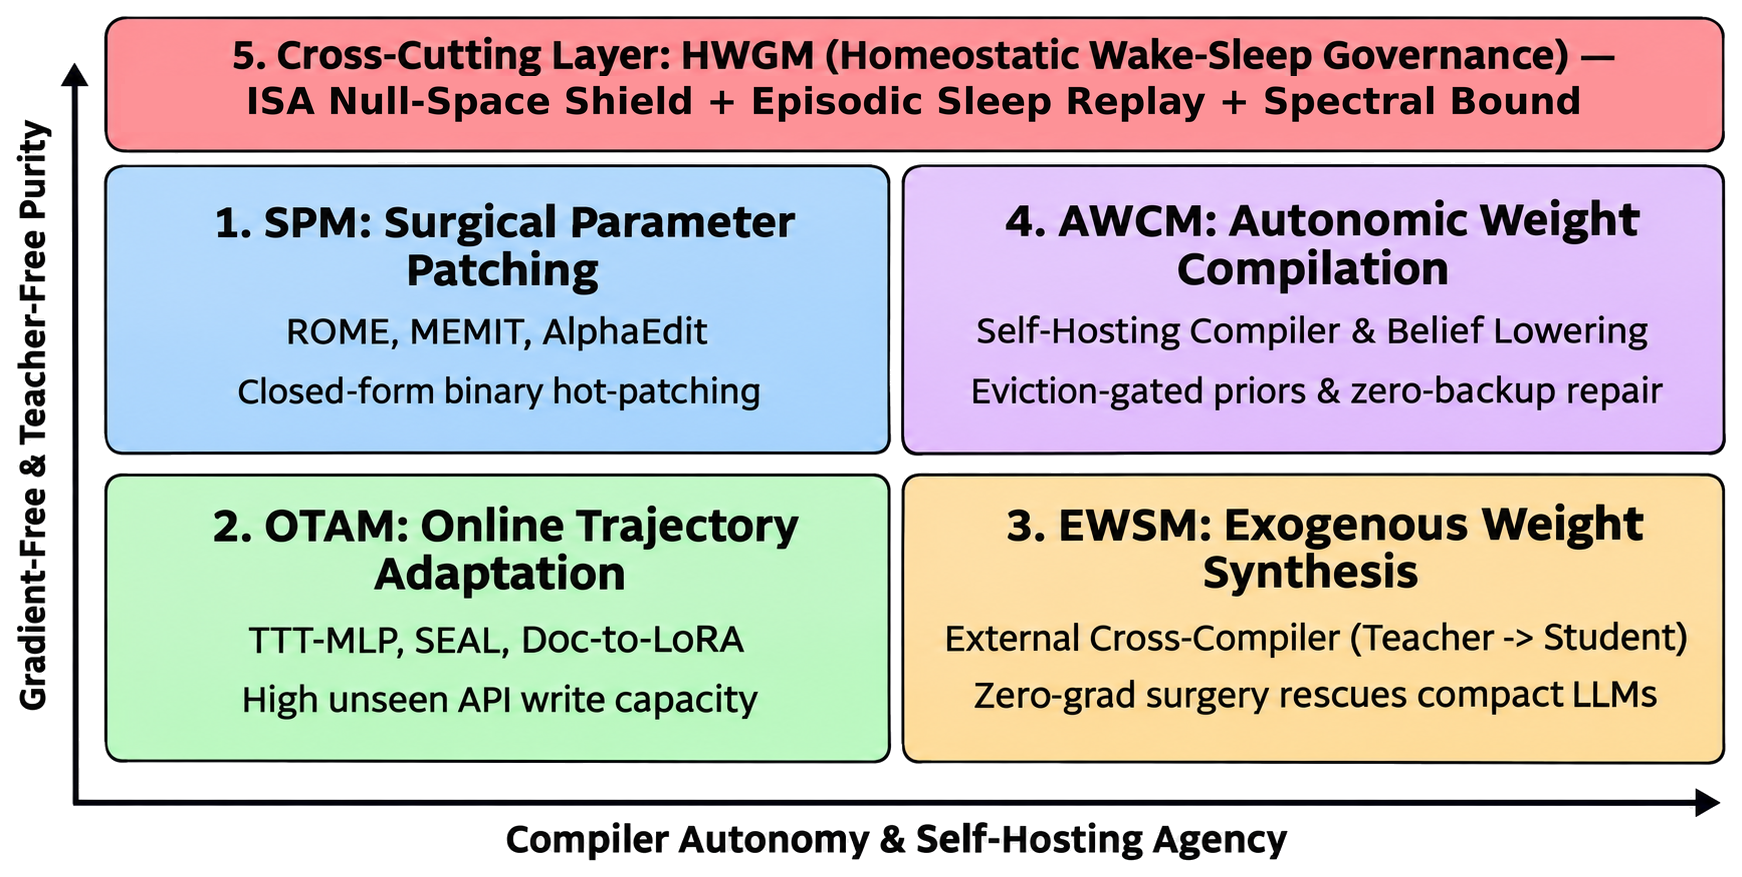 5. Cross-Cutting Layer: HWGM (Homeostatic Wake-Sleep Governance) —
ISA Null-Space Shield + Episodic Sleep Replay + Spectral Bound
Gradient-Free & Teacher-Free Purity
1. SPM: Surgical Parameter
Patching
ROME, MEMIT, AlphaEdit
Closed-form binary hot-patching
4. AWCM: Autonomic Weight
Compilation
Self-Hosting Compiler & Belief Lowering
Eviction-gated priors & zero-backup repair
2. OTAM: Online Trajectory
Adaptation
TTT-MLP, SEAL, Doc-to-LoRA
High unseen API write capacity
3. EWSM: Exogenous Weight
Synthesis
External Cross-Compiler (Teacher -> Student)
Zero-grad surgery rescues compact LLMs
Compiler Autonomy & Self-Hosting Agency